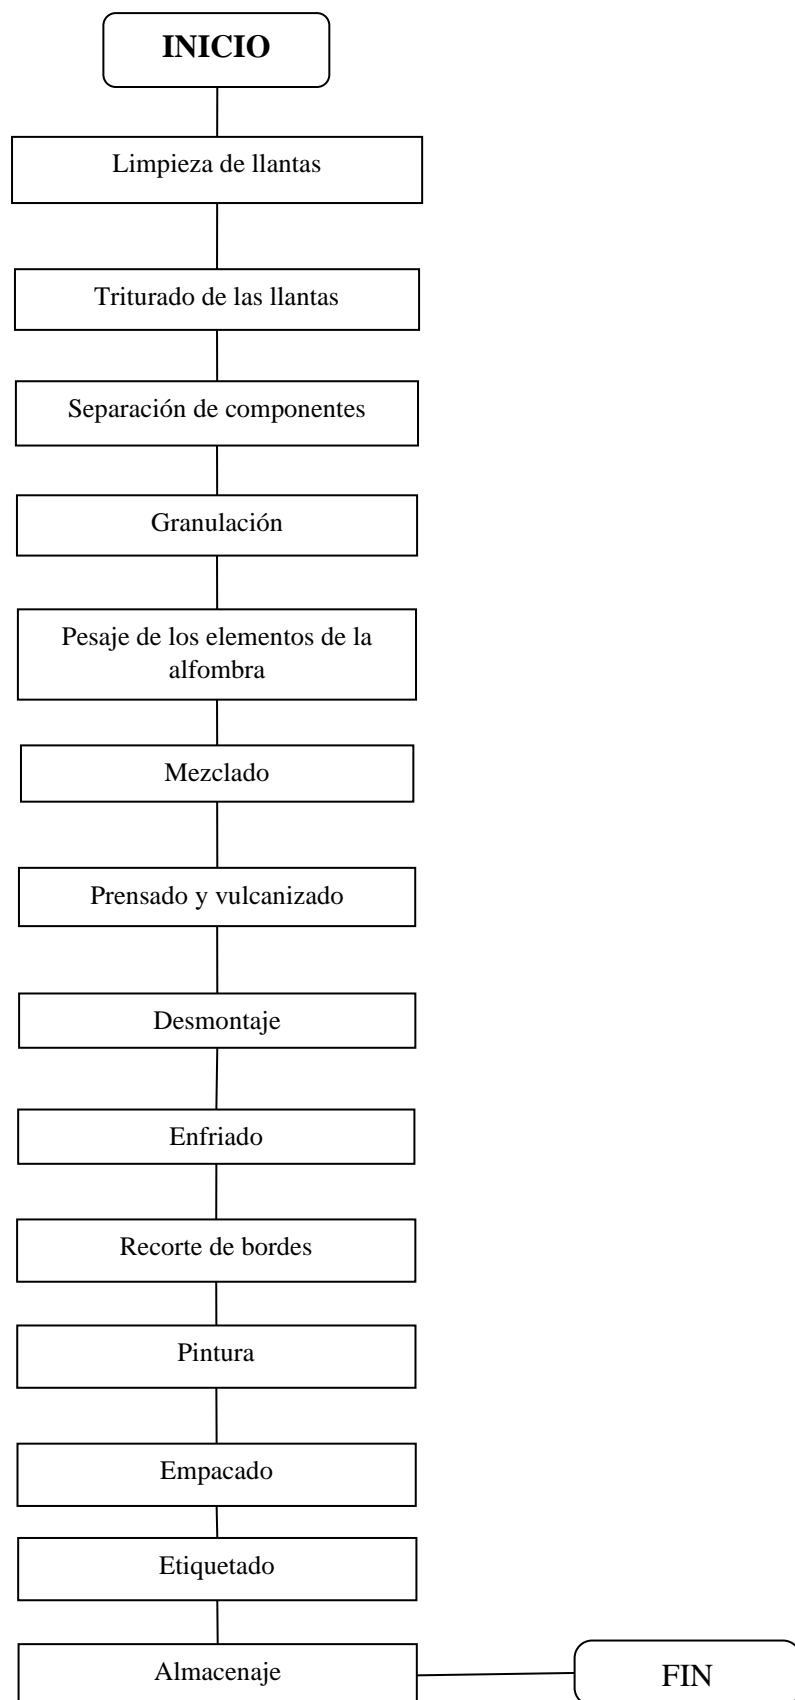 INICIO
Limpieza de llantas
Triturado de las llantas
Separación de componentes
Granulación
Pesaje de los elementos de la
alfombra
Mezclado
Prensado y vulcanizado
Desmontaje
Enfriado
Recorte de bordes
Pintura
Empacado
Etiquetado
Almacenaje
FIN